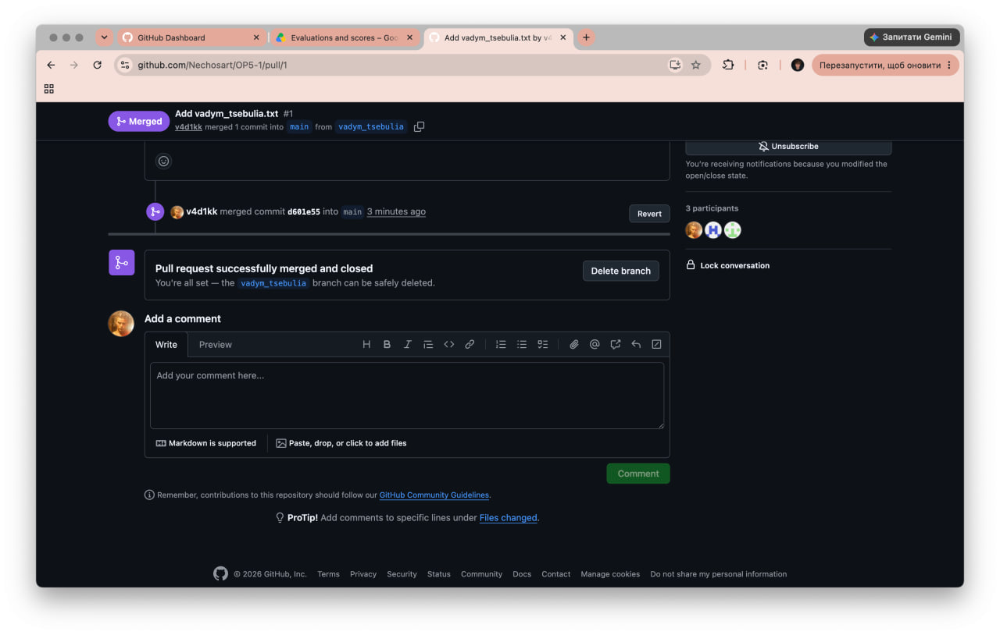 GitHub Dashboard
Evaluations and scores – Goo
Add vadym_tsebulia.txt by v4
Запитати Gemini
github.com/Nechosart/OP5-1/pull/1
Перезапустити, щоб оновити
Merged
Add vadym_tsebulia.txt #1
v4d1kk merged 1 commit into main from vadym_tsebulia
Unsubscribe
You're receiving notifications because you modified the
open/close state.
v4d1kk merged commit d601e55 into main 3 minutes ago
Revert
3 participants
Pull request successfully merged and closed
You're all set — the vadym_tsebulia branch can be safely deleted.
Delete branch
Lock conversation
Add a comment
Write
Preview
Add your comment here...
Markdown is supported
Paste, drop, or click to add files
Comment
Remember, contributions to this repository should follow our GitHub Community Guidelines.
ProTip! Add comments to specific lines under Files changed.
© 2026 GitHub, Inc. Terms Privacy Security Status Community Docs Contact Manage cookies Do not share my personal information